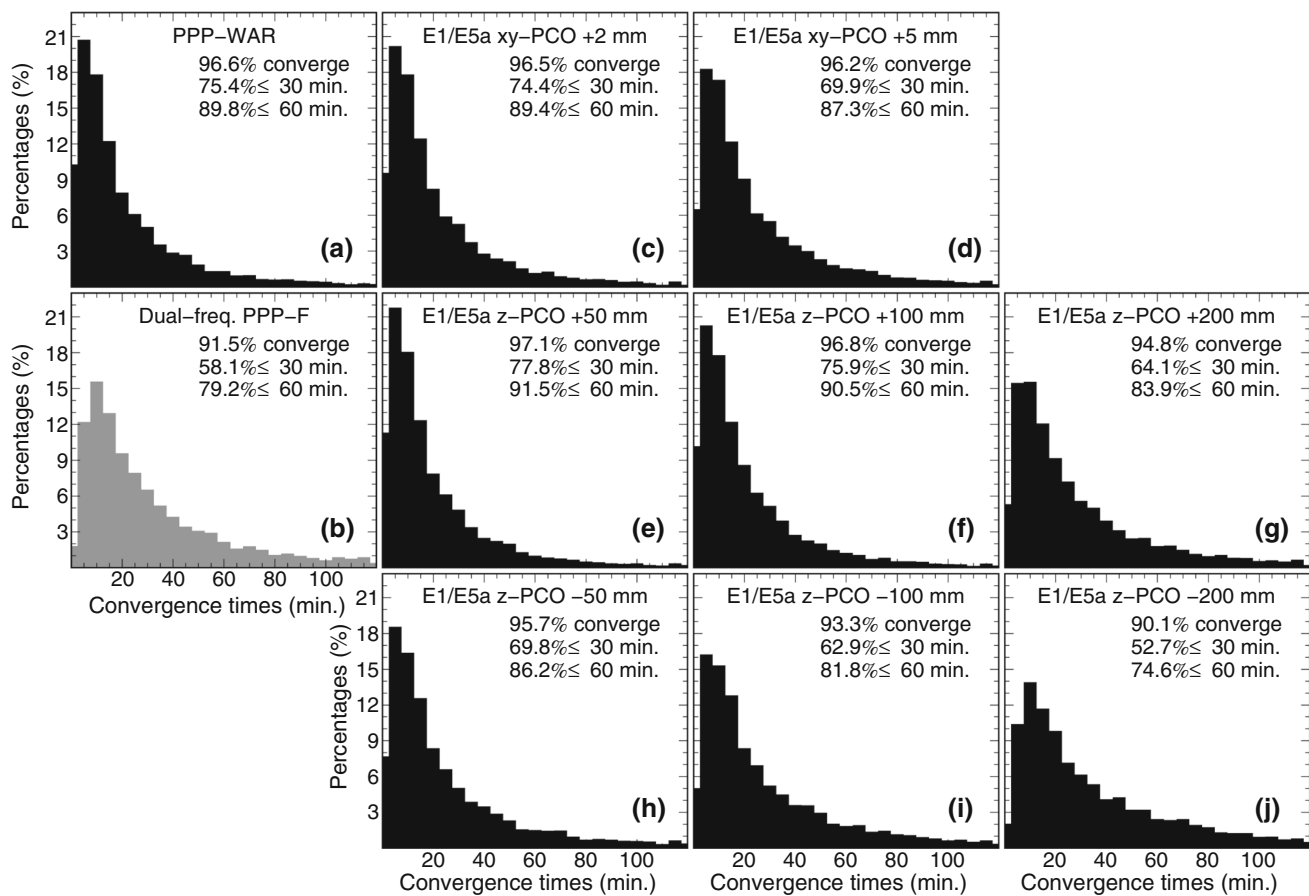 PPP−WAR
96.6% converge
75.4%≤ 30 min.
89.8%≤ 60 min.
(a)
Percentages (%)
21
18
15
12
9
6
3
E1/E5a xy−PCO +2 mm
96.5% converge
74.4%≤ 30 min.
89.4%≤ 60 min.
(c)
E1/E5a xy−PCO +5 mm
96.2% converge
69.9%≤ 30 min.
87.3%≤ 60 min.
(d)
Dual−freq. PPP−F
91.5% converge
58.1%≤ 30 min.
79.2%≤ 60 min.
(b)
Percentages (%)
21
18
15
12
9
6
3
20 40 60 80 100
Convergence times (min.)
E1/E5a z−PCO +50 mm
97.1% converge
77.8%≤ 30 min.
91.5%≤ 60 min.
(e)
E1/E5a z−PCO +100 mm
96.8% converge
75.9%≤ 30 min.
90.5%≤ 60 min.
(f)
E1/E5a z−PCO +200 mm
94.8% converge
64.1%≤ 30 min.
83.9%≤ 60 min.
(g)
E1/E5a z−PCO −50 mm
95.7% converge
69.8%≤ 30 min.
86.2%≤ 60 min.
(h)
Percentages (%)
21
18
15
12
9
6
3
20 40 60 80 100
Convergence times (min.)
E1/E5a z−PCO −100 mm
93.3% converge
62.9%≤ 30 min.
81.8%≤ 60 min.
(i)
20 40 60 80 100
Convergence times (min.)
E1/E5a z−PCO −200 mm
90.1% converge
52.7%≤ 30 min.
74.6%≤ 60 min.
(j)
20 40 60 80 100
Convergence times (min.)